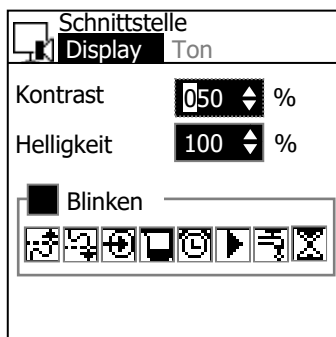 Schnittstelle
Display Ton
Kontrast 050 %
Helligkeit 100 %
Blinken